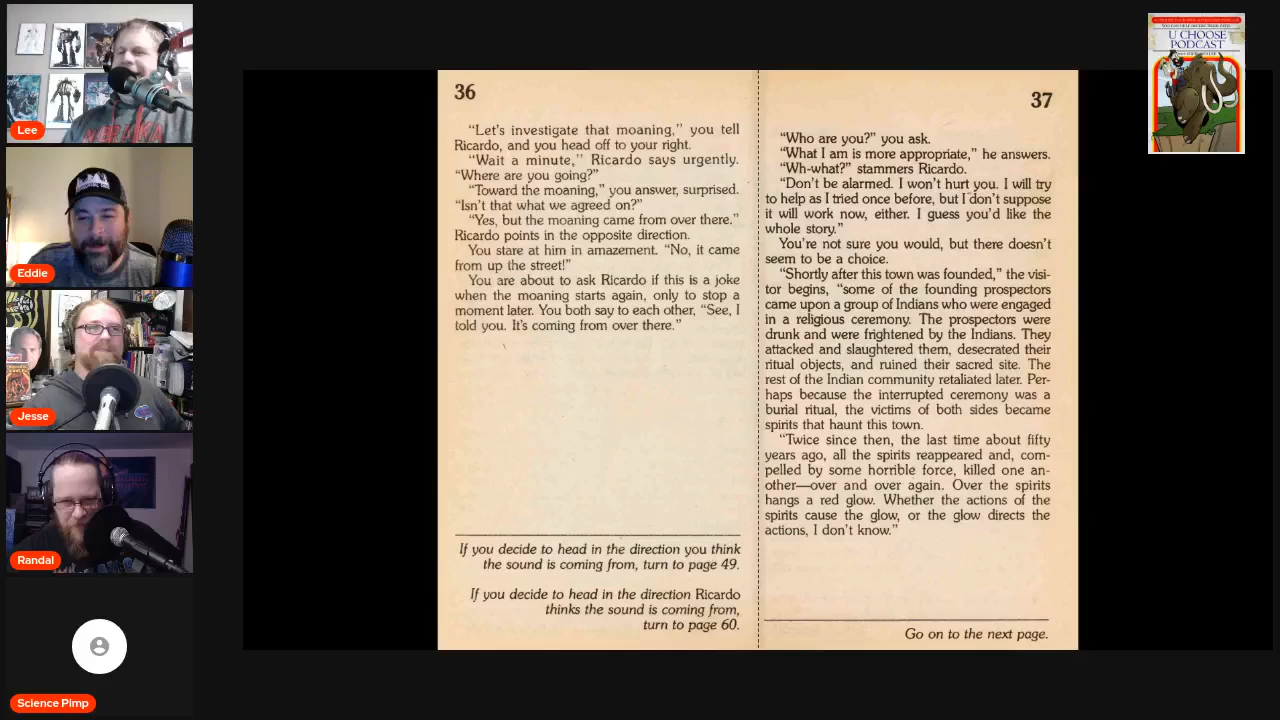 Lee
Eddie
Jesse
Randal
Science Pimp
36
"Let's investigate that moaning," you tell
Ricardo, and you head off to your right.
"Wait a minute," Ricardo says urgently.
"Where are you going?"
"Toward the moaning," you answer, surprised.
"Isn't that what we agreed on?"
"Yes, but the moaning came from over there."
Ricardo points in the opposite direction.
You stare at him in amazement. "No, it came
from up the street!"
You are about to ask Ricardo if this is a joke
when the moaning starts again, only to stop a
moment later. You both say to each other, "See, I
told you. It's coming from over there."
If you decide to head in the direction you think
the sound is coming from, turn to page 49.
If you decide to head in the direction Ricardo
thinks the sound is coming from,
turn to page 60.
37
"Who are you?" you ask.
"What I am is more appropriate," he answers.
"Wh-what?" stammers Ricardo.
"Don't be alarmed. I won't hurt you. I will try
to help as I tried once before, but I don't suppose
it will work now, either. I guess you'd like the
whole story."
You're not sure you would, but there doesn't
seem to be a choice.
"Shortly after this town was founded," the visi-
tor begins, "some of the founding prospectors
came upon a group of Indians who were engaged
in a religious ceremony. The prospectors were
drunk and were frightened by the Indians. They
attacked and slaughtered them, desecrated their
ritual objects, and ruined their sacred site. The
rest of the Indian community retaliated later. Per-
haps because the interrupted ceremony was a
burial ritual, the victims of both sides became
spirits that haunt this town.
"Twice since then, the last time about fifty
years ago, all the spirits reappeared and, com-
pelled by some horrible force, killed one an-
other—over and over again. Over the spirits
hangs a red glow. Whether the actions of the
spirits cause the glow, or the glow directs the
actions, I don't know."
Go on to the next page.
U CHOOSE
PODCAST